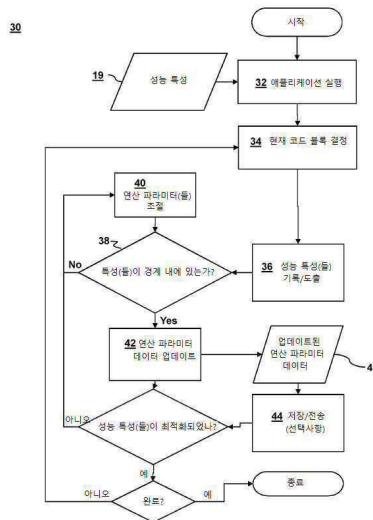 30
시작
19
성능 특성
32 애플리케이션 실행
34 현재 코드 블록 결정
40
연산 파라미터(들)
조절
38
No
특성(들)이 경계 내에 있는가?
36 성능 특성(들)
기록/도출
Yes
42 연산 파라미터
데이터 업데이트
업데이트된
연산 파라미터
데이터
4
아니오
성능 특성(들)이 최적화되었나?
44 저장/전송
(선택사항)
예
아니오
완료?
예
종료